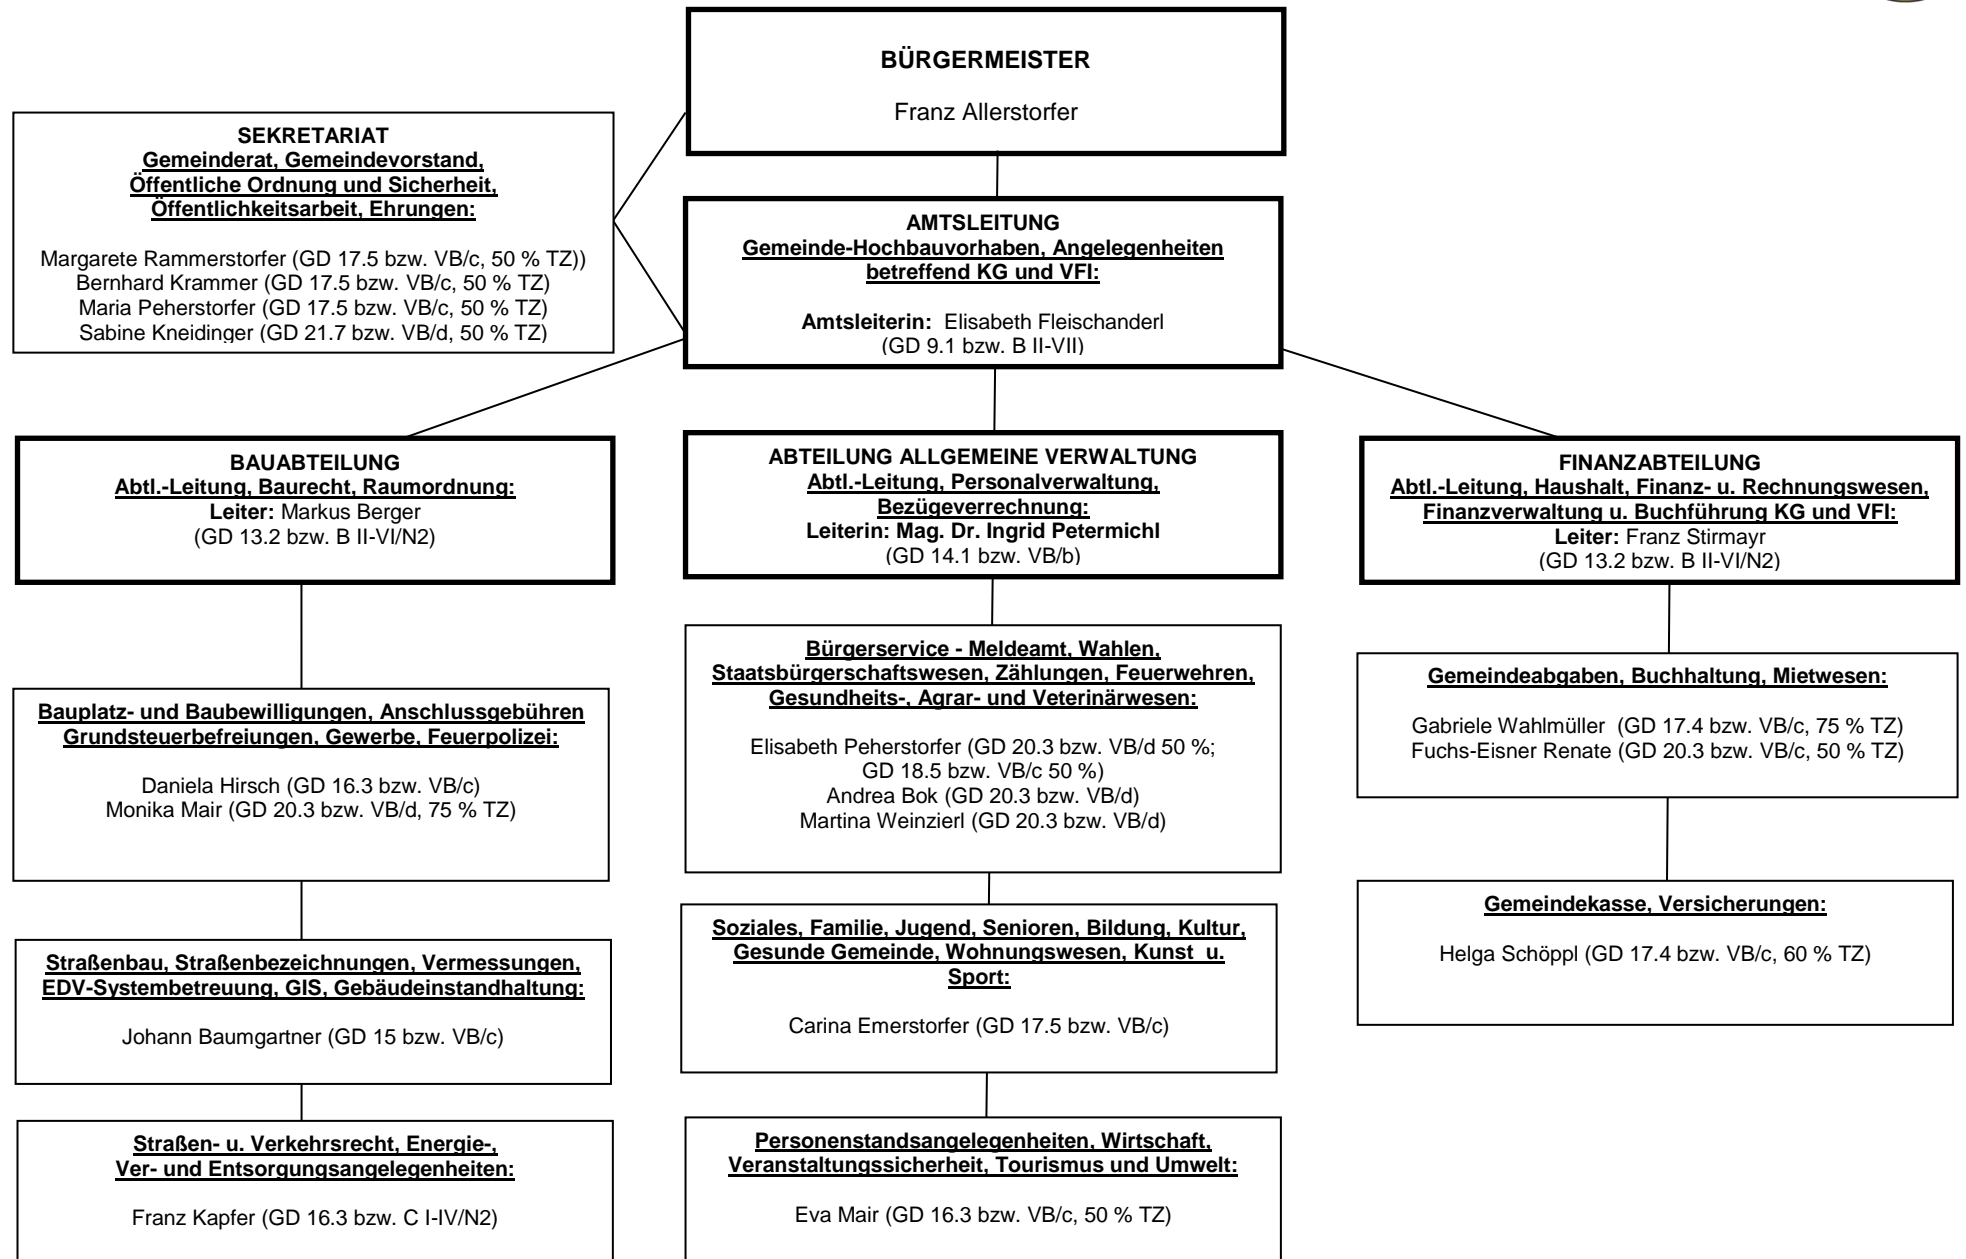 BÜRGERMEISTER
Franz Allerstorfer
SEKRETARIAT
Gemeinderat, Gemeindevorstand,
Öffentliche Ordnung und Sicherheit,
Öffentlichkeitsarbeit, Ehrungen:
Margarete Rammerstorfer (GD 17.5 bzw. VB/c, 50 % TZ))
Bernhard Krammer (GD 17.5 bzw. VB/c, 50 % TZ)
Maria Peherstorfer (GD 17.5 bzw. VB/c, 50 % TZ)
Sabine Kneidinger (GD 21.7 bzw. VB/d, 50 % TZ)
AMTSLEITUNG
Gemeinde-Hochbauvorhaben, Angelegenheiten
betreffend KG und VFI:
Amtsleiterin: Elisabeth Fleischanderl
(GD 9.1 bzw. B II-VII)
BAUABTEILUNG
Abtl.-Leitung, Baurecht, Raumordnung:
Leiter: Markus Berger
(GD 13.2 bzw. B II-VI/N2)
Bauplatz- und Baubewilligungen, Anschlussgebühren
Grundsteuerbefreiungen, Gewerbe, Feuerpolizei:
Daniela Hirsch (GD 16.3 bzw. VB/c)
Monika Mair (GD 20.3 bzw. VB/d, 75 % TZ)
Straßenbau, Straßenbezeichnungen, Vermessungen,
EDV-Systembetreuung, GIS, Gebäudeinstandhaltung:
Johann Baumgartner (GD 15 bzw. VB/c)
Straßen- u. Verkehrsrecht, Energie-,
Ver- und Entsorgungsangelegenheiten:
Franz Kapfer (GD 16.3 bzw. C I-IV/N2)
ABTEILUNG ALLGEMEINE VERWALTUNG
Abtl.-Leitung, Personalverwaltung,
Bezügeverrechnung:
Leiterin: Mag. Dr. Ingrid Petermichl
(GD 14.1 bzw. VB/b)
Bürgerservice - Meldeamt, Wahlen,
Staatsbürgerschaftswesen, Zählungen, Feuerwehren,
Gesundheits-, Agrar- und Veterinärwesen:
Elisabeth Peherstorfer (GD 20.3 bzw. VB/d 50 %;
GD 18.5 bzw. VB/c 50 %)
Andrea Bok (GD 20.3 bzw. VB/d)
Martina Weinzierl (GD 20.3 bzw. VB/d)
Soziales, Familie, Jugend, Senioren, Bildung, Kultur,
Gesunde Gemeinde, Wohnungswesen, Kunst u.
Sport:
Carina Emerstorfer (GD 17.5 bzw. VB/c)
Personenstandsangelegenheiten, Wirtschaft,
Veranstaltungssicherheit, Tourismus und Umwelt:
Eva Mair (GD 16.3 bzw. VB/c, 50 % TZ)
FINANZABTEILUNG
Abtl.-Leitung, Haushalt, Finanz- u. Rechnungswesen,
Finanzverwaltung u. Buchführung KG und VFI:
Leiter: Franz Stirmayr
(GD 13.2 bzw. B II-VI/N2)
Gemeindeabgaben, Buchhaltung, Mietwesen:
Gabriele Wahlmüller (GD 17.4 bzw. VB/c, 75 % TZ)
Fuchs-Eisner Renate (GD 20.3 bzw. VB/c, 50 % TZ)
Gemeindekasse, Versicherungen:
Helga Schöppl (GD 17.4 bzw. VB/c, 60 % TZ)